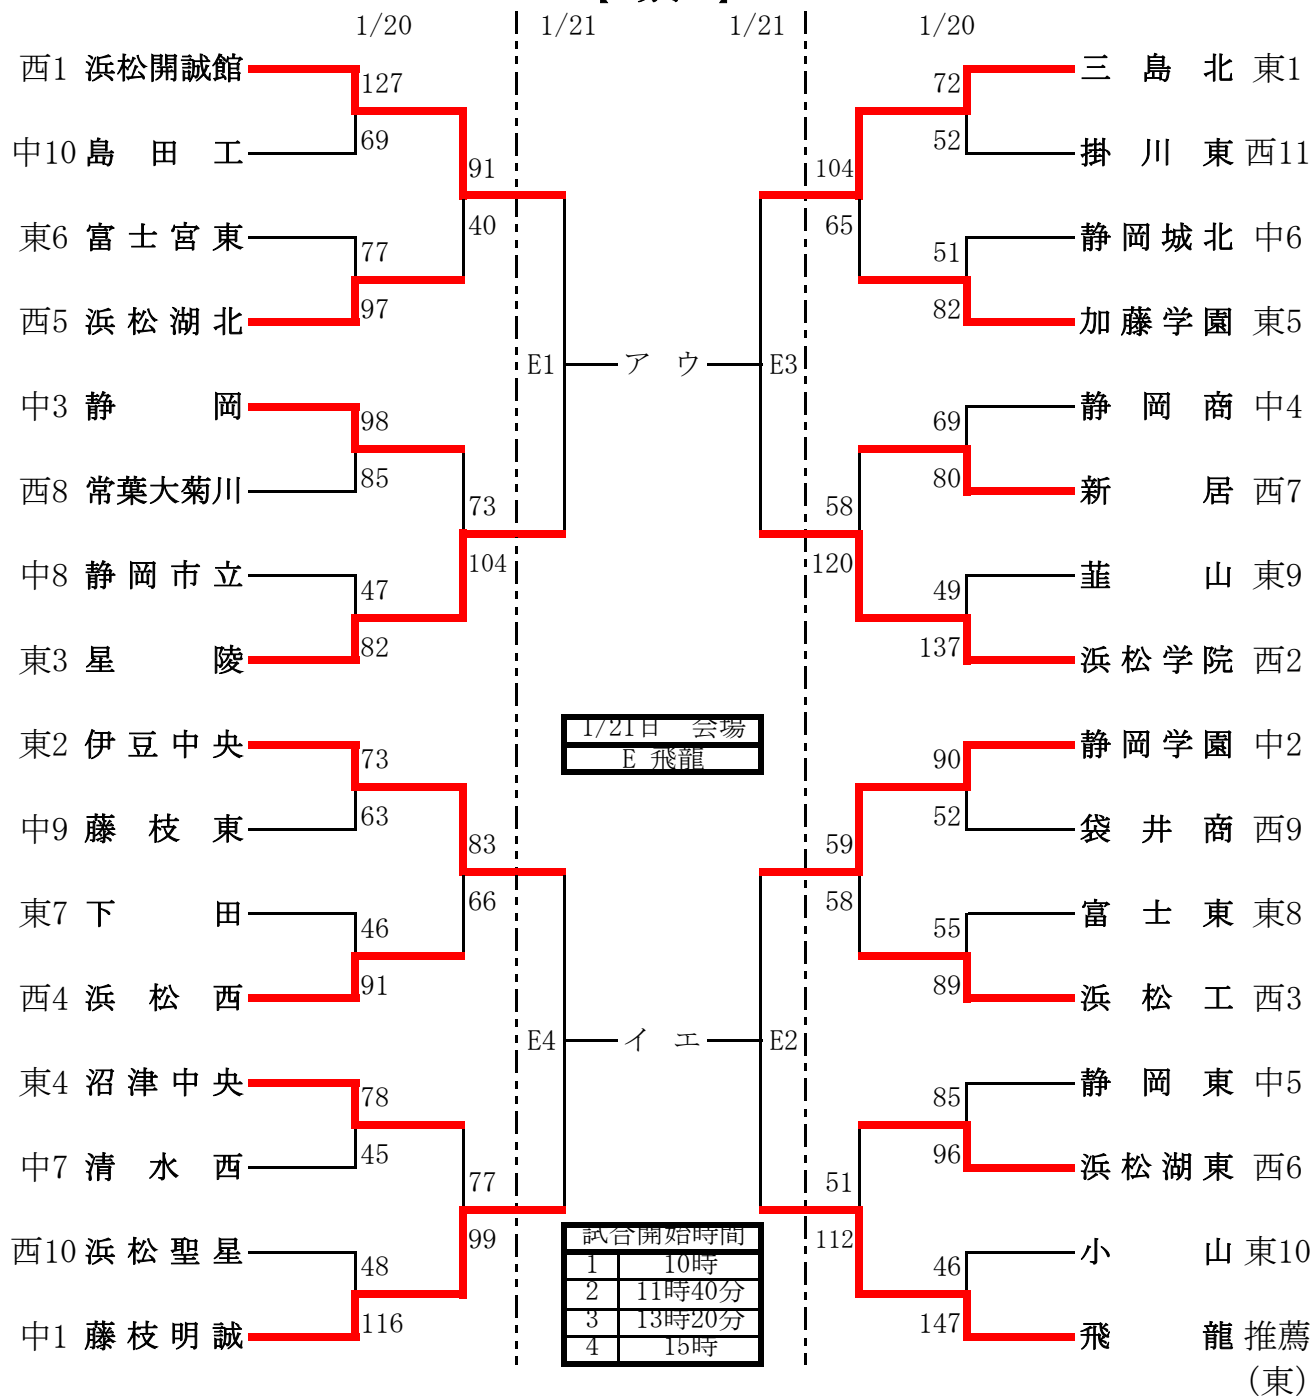 1/20 1/21 1/21 1/20
西1 浜松開誠館 三島北 東1
127 72
69 52
中10 島田工 掛川東 西11
91 104
40 65
東6 富士宮東 静岡城北 中6
77 51
97 82
西5 浜松湖北 加藤学園 東5
E1 ア ウ E3
中3 静岡 静岡商 中4
98 69
85 80
西8 常葉大菊川 新居 西7
73 58
104 120
中8 静岡市立 韮山 東9
47 49
82 137
東3 星陵 浜松学院 西2
1/21日 会場
E 飛龍
東2 伊豆中央 静岡学園 中2
73 90
63 52
中9 藤枝東 袋井商 西9
83 59
66 58
東7 下田 富士東 東8
46 55
91 89
西4 浜松西 浜松工 西3
E4 イ エ E2
東4 沼津中央 静岡東 中5
78 85
45 96
中7 清水西 浜松湖東 西6
77 51
99 112
西10 浜松聖星 小山 東10
48 46
116 147
中1 藤枝明誠 飛龍 推薦
(東)
試合開始時間
1 10時
2 11時40分
3 13時20分
4 15時